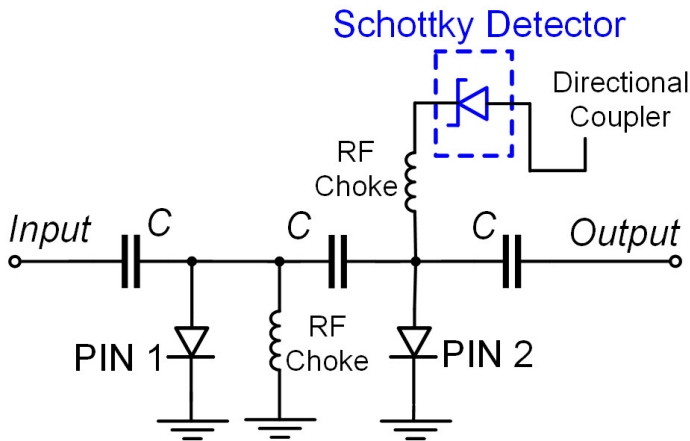 Schottky Detector
Directional
Coupler
RF
Choke
Input
C
C
C
Output
PIN 1
RF
Choke
PIN 2